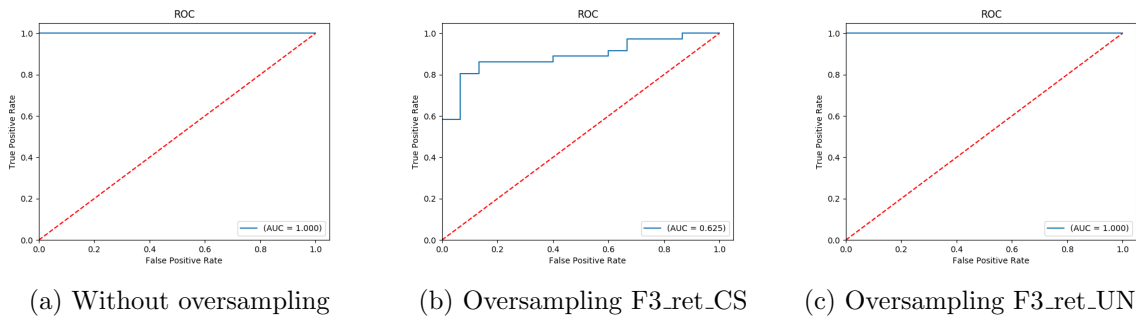 ROC
True Positive Rate
1.0
0.8
0.6
0.4
0.2
0.0
(AUC = 1.000)
0.0 0.2 0.4 0.6 0.8 1.0
False Positive Rate
(a) Without oversampling
ROC
True Positive Rate
1.0
0.8
0.6
0.4
0.2
0.0
(AUC = 0.625)
0.0 0.2 0.4 0.6 0.8 1.0
False Positive Rate
(b) Oversampling F3_ret_CS
ROC
True Positive Rate
1.0
0.8
0.6
0.4
0.2
0.0
(AUC = 1.000)
0.0 0.2 0.4 0.6 0.8 1.0
False Positive Rate
(c) Oversampling F3_ret_UN